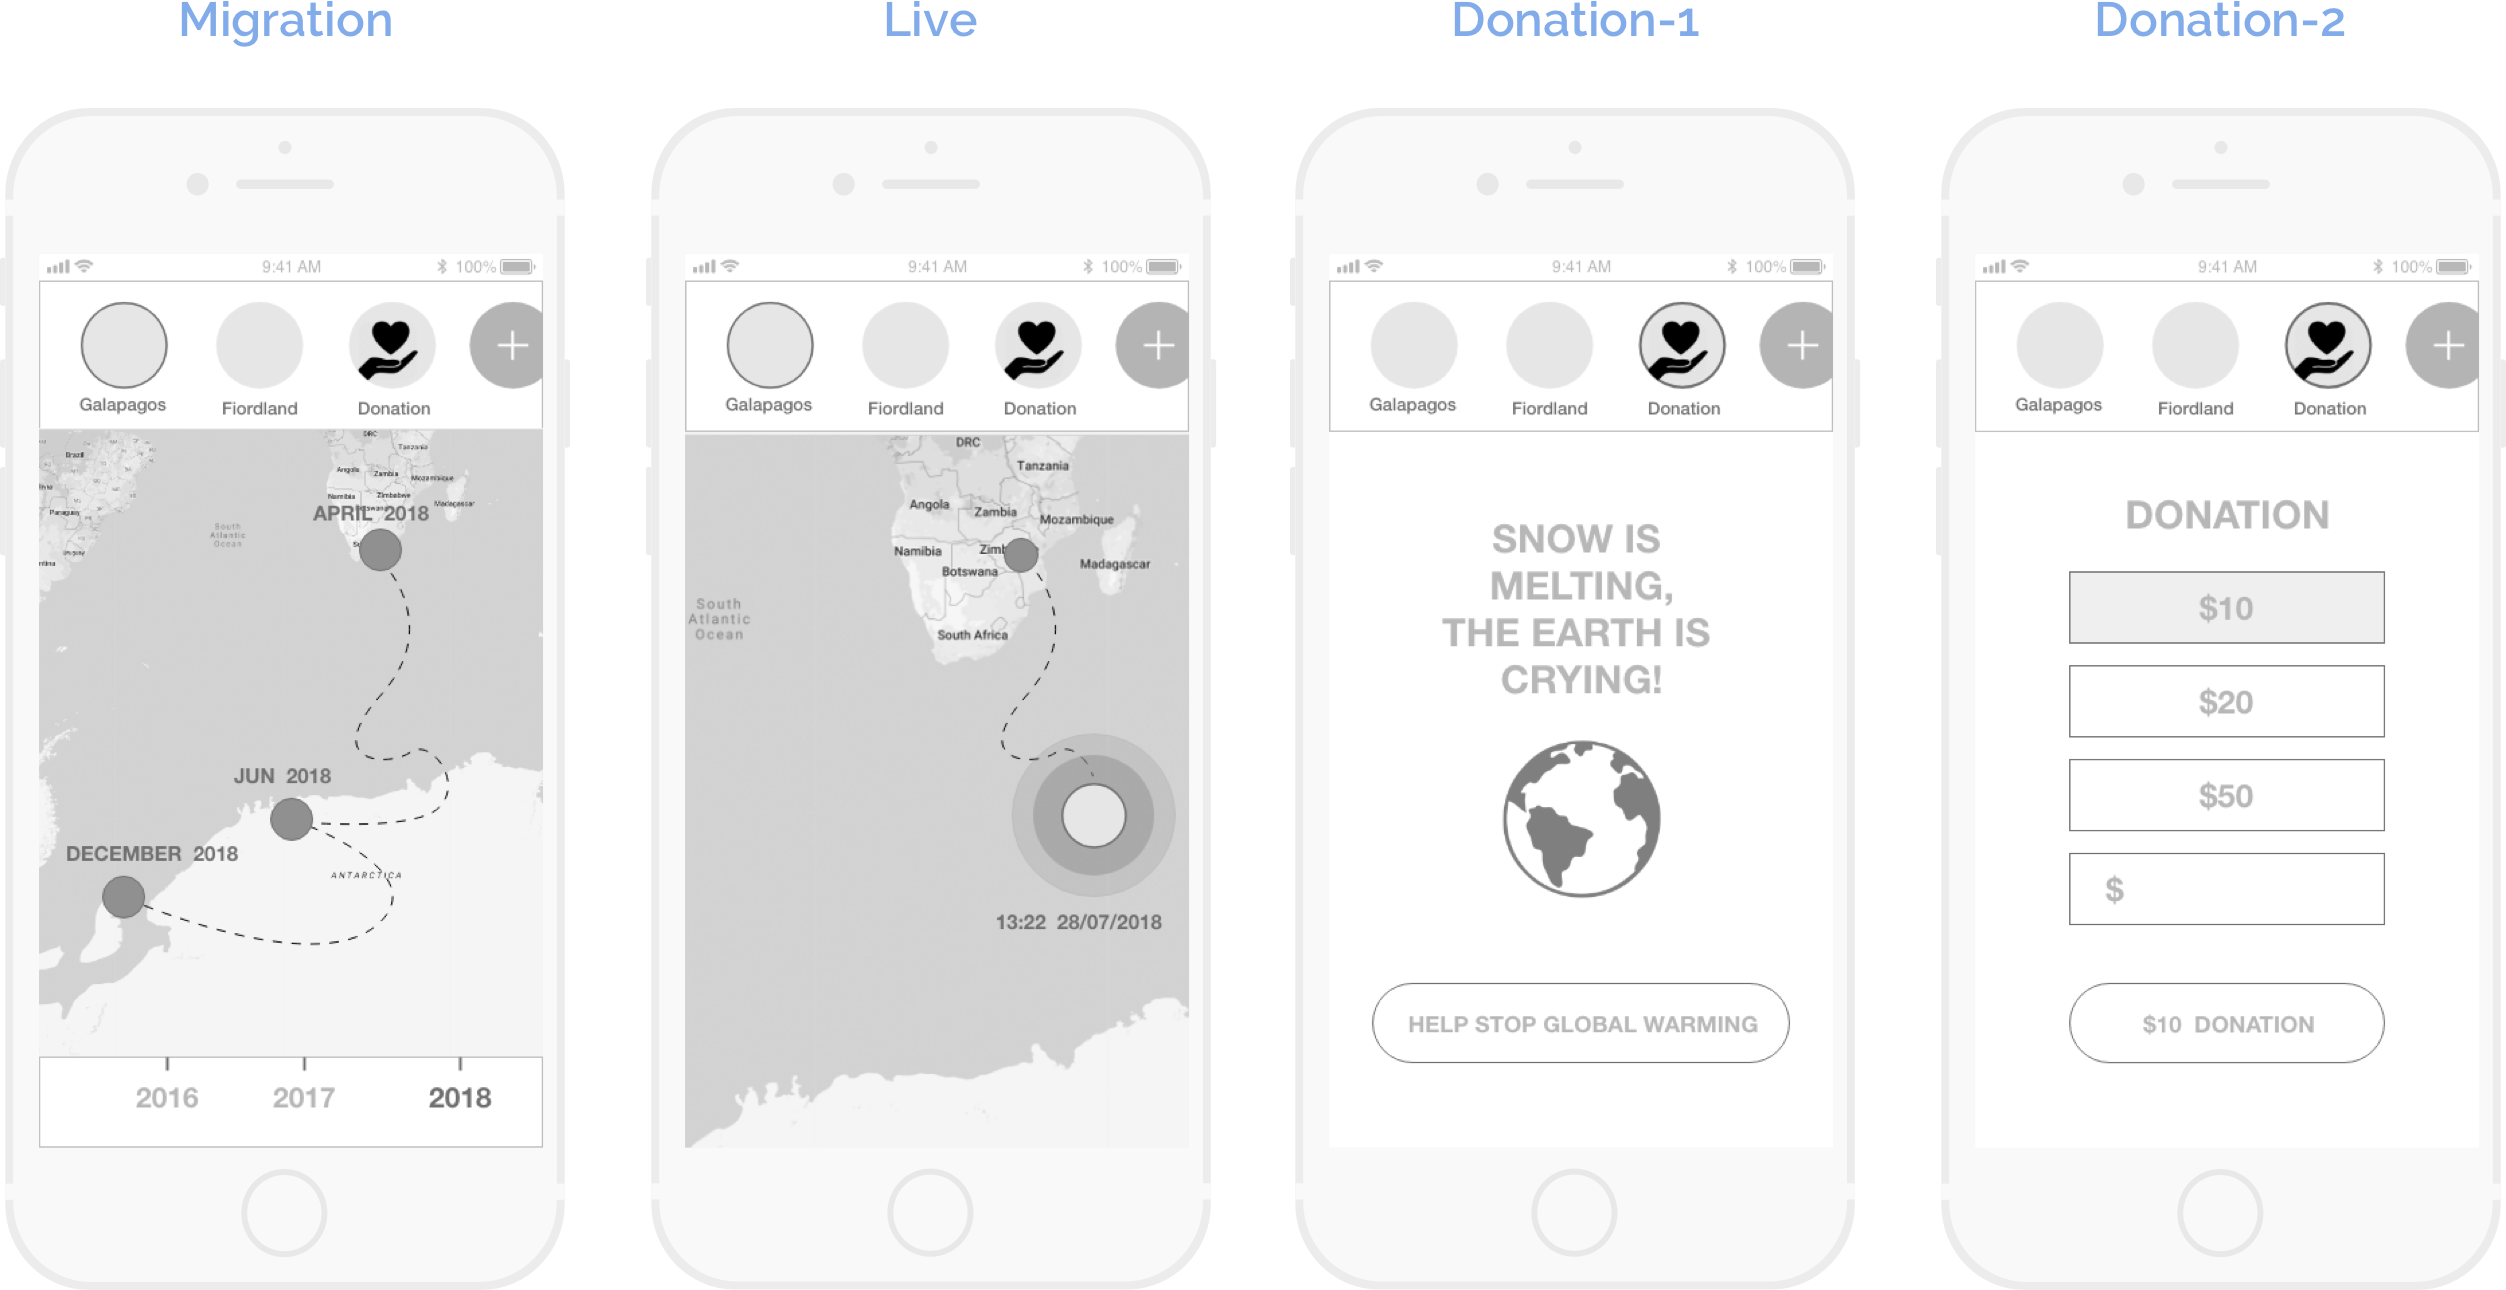 Migration
Live
Donation-1
Donation-2
9:41 AM
100%
Galapagos
Fiordland
Donation
DRC
Brazil
Tanzania
Angola
Zambia
Mozambique
Namibia
Zimbabwe
Madagascar
Paraguay
APRIL 2018
South
Atlantic
Ocean
Uruguay
JUN 2018
DECEMBER 2018
ANTARCTICA
2016
2017
2018
9:41 AM
100%
Galapagos
Fiordland
Donation
DRC
Tanzania
Angola
Zambia
Mozambique
Namibia
Botswana
Madagascar
South
Atlantic
Ocean
South Africa
13:22 28/07/2018
9:41 AM
100%
Galapagos
Fiordland
Donation
SNOW IS
MELTING,
THE EARTH IS
CRYING!
HELP STOP GLOBAL WARMING
9:41 AM
100%
Galapagos
Fiordland
Donation
DONATION
$10
$20
$50
$
$10 DONATION